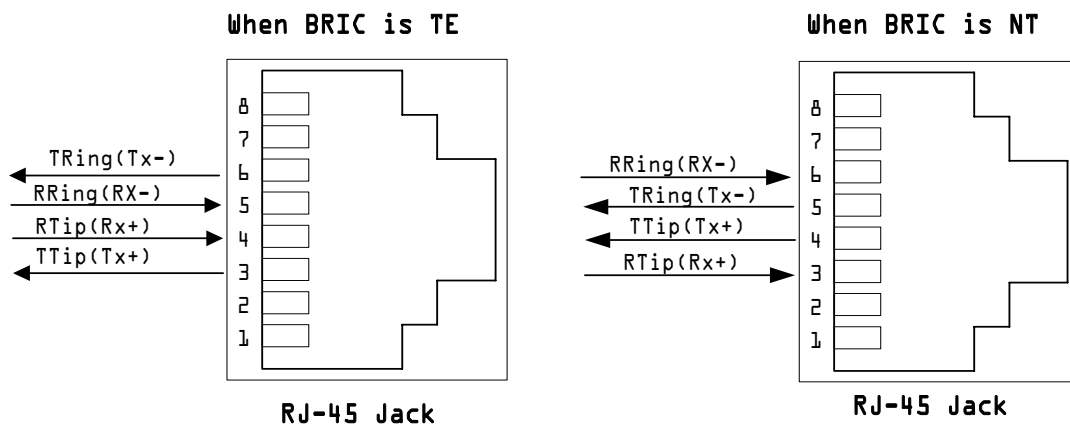 When BRIC is TE
8
7
TRing(Tx-)
6
RRing(RX-)
5
RTip(Rx+)
4
TTip(Tx+)
3
2
1
RJ-45 Jack
When BRIC is NT
8
7
RRing(RX-)
6
TRing(Tx-)
5
TTip(Tx+)
4
RTip(Rx+)
3
2
1
RJ-45 Jack